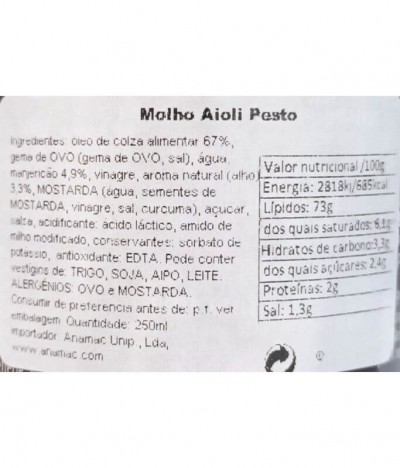 Molho Aioli Pesto
Ingredientes: óleo de colza alimentar 67%,
gema de OVO (gema de OVO, sal), água,
manjericão 4,9%, vinagre, aroma natural (alho)
3,3%, MOSTARDA (água, sementes de
MOSTARDA, vinagre, sal, curcuma), açucar,
salsa, acidificante: ácido láctico, amido de
milho modificado, conservantes: sorbato de
potássio, antioxidante: EDTA. Pode conter
vestígios de: TRIGO, SOJA, AIPO, LEITE.
ALERGÉNIOS: OVO e MOSTARDA.
Consumir de preferencia antes de: p.f. ver
embalagem Quantidade: 250ml
importador Anamac Unip., Lda,
www.anamac.com
Valor nutricional /100g
Energia: 2818kj/685kcal
Lípidos: 73g
dos quais saturados: 6,1g
Hidratos de carbono:3,3g
dos quais açúcares: 2,4g
Proteínas: 2g
Sal: 1,3g